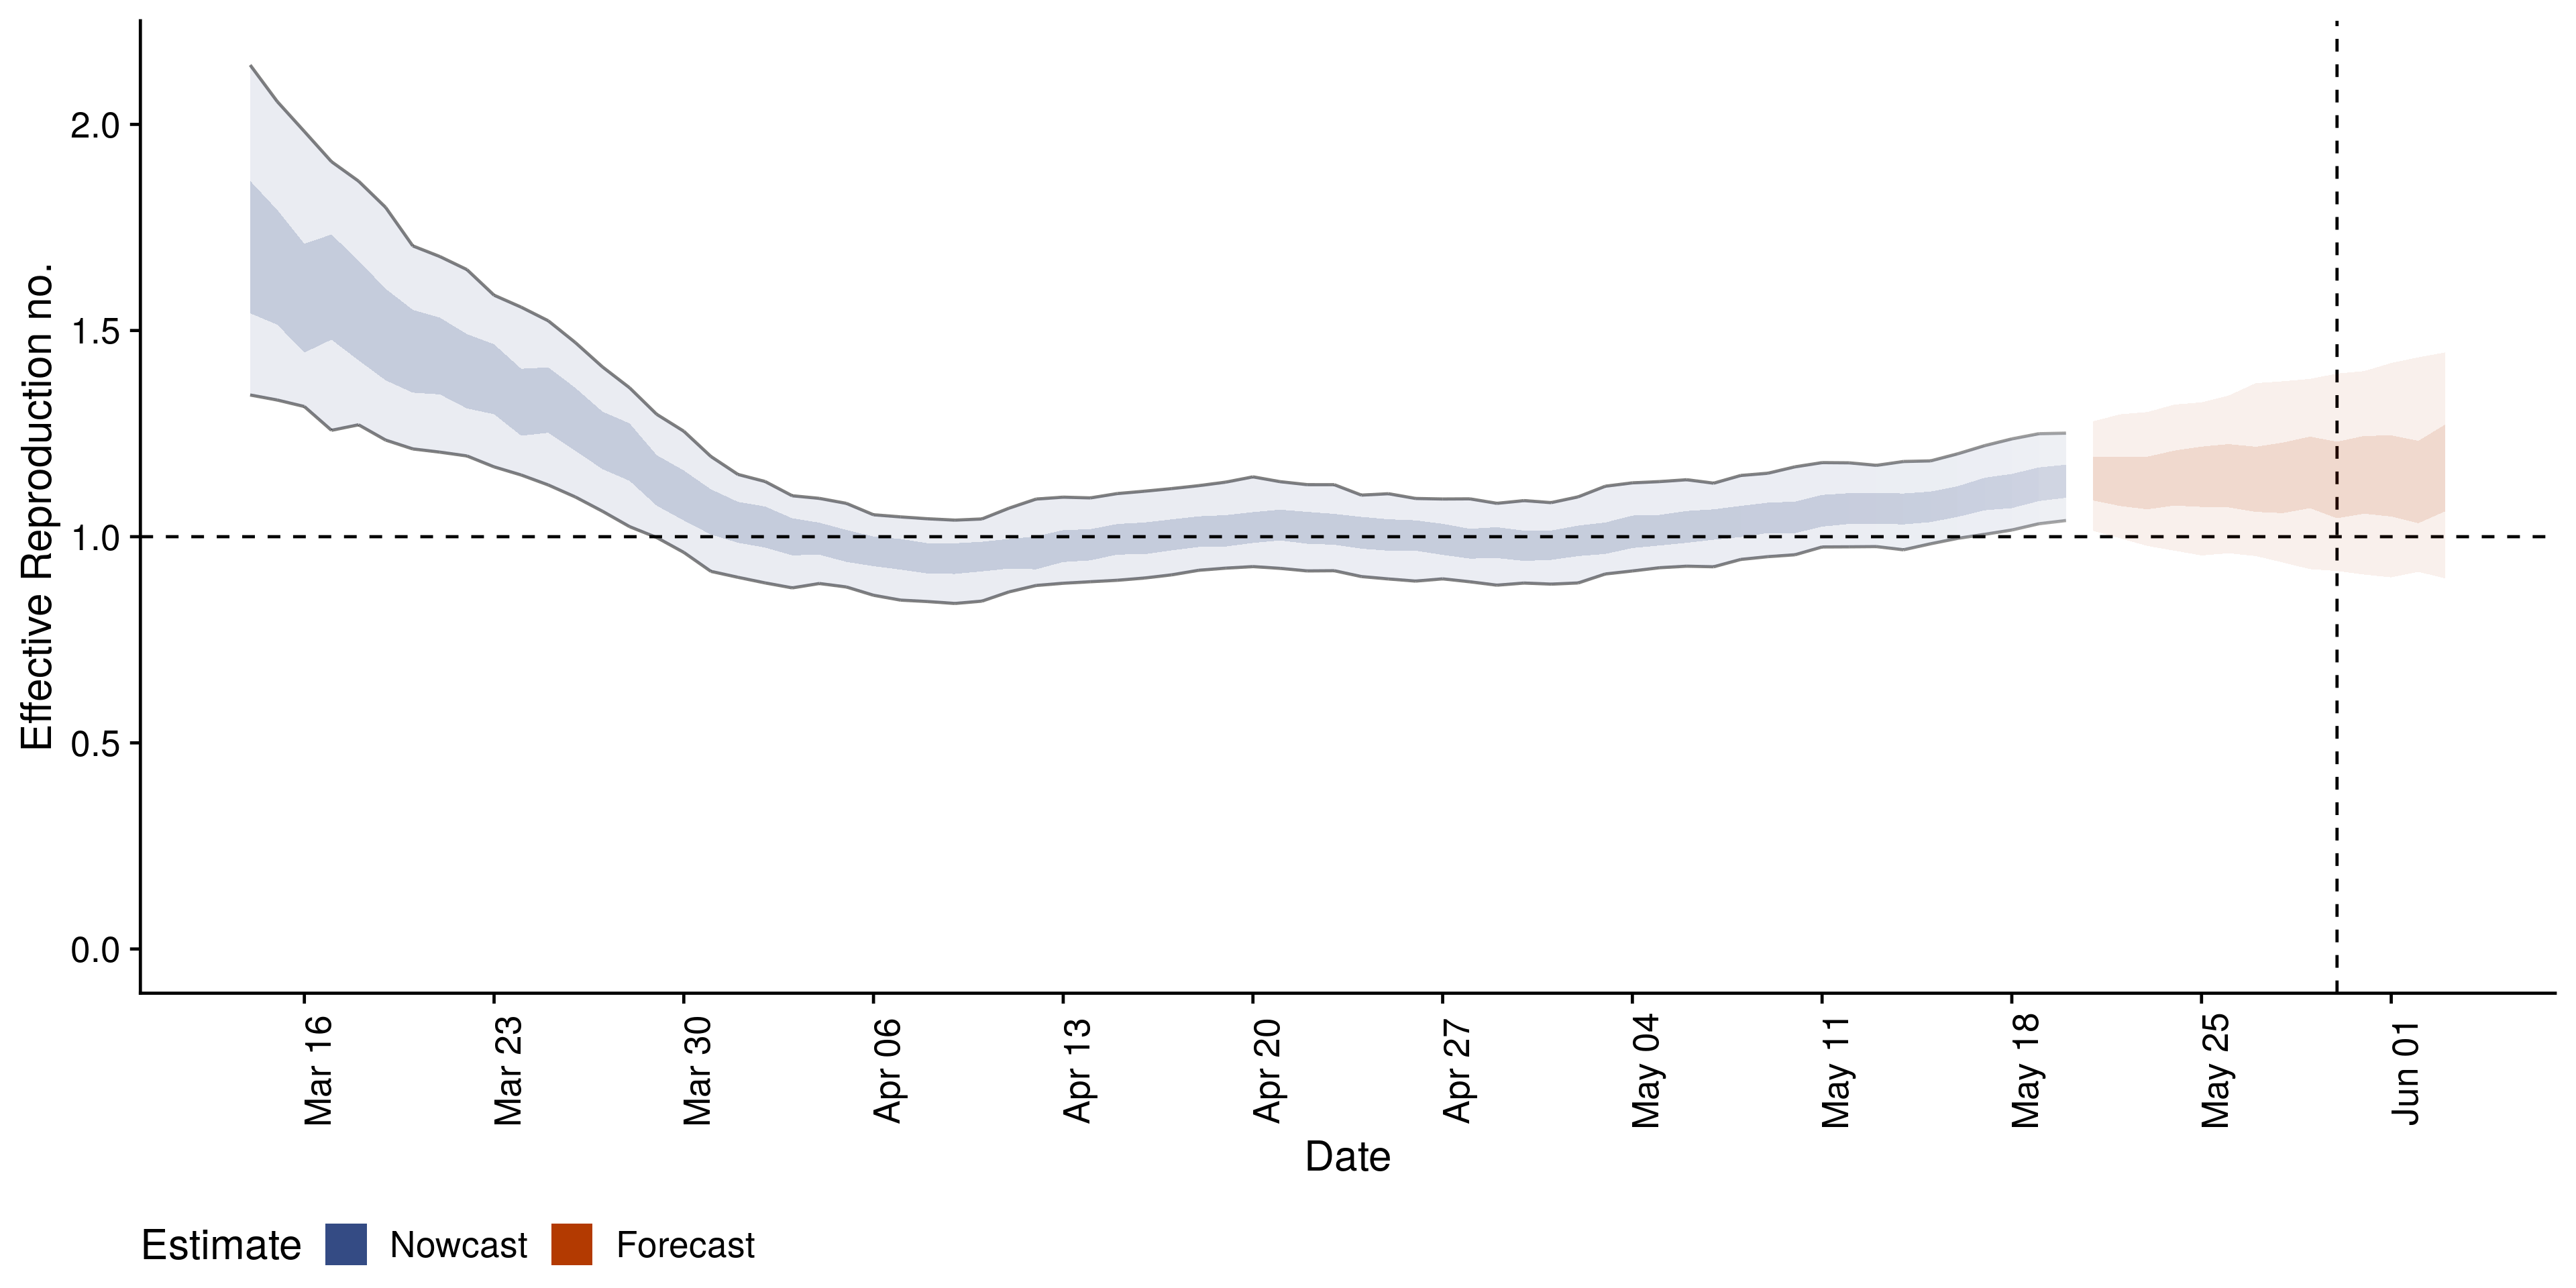 Effective Reproduction no.
2.0
1.5
1.0
0.5
0.0
Mar 16
Mar 23
Mar 30
Apr 06
Apr 13
Apr 20
Apr 27
May 04
May 11
May 18
May 25
Jun 01
Date
Estimate Nowcast Forecast